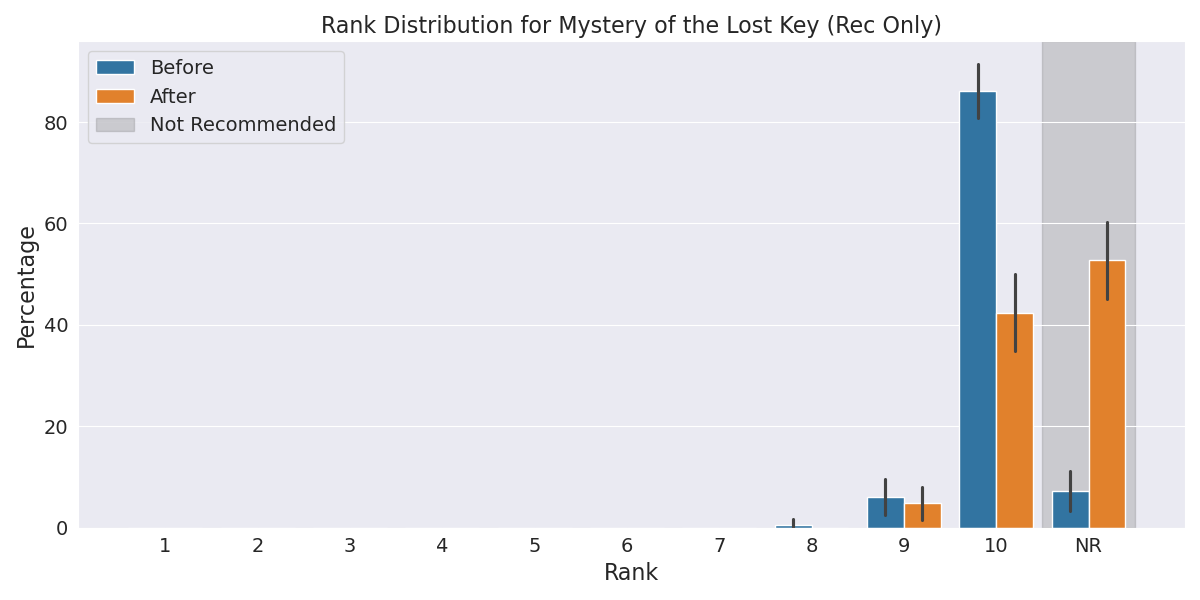 Rank Distribution for Mystery of the Lost Key (Rec Only)
Before
After
Not Recommended
Percentage
80
60
40
20
0
1 2 3 4 5 6 7 8 9 10 NR
Rank